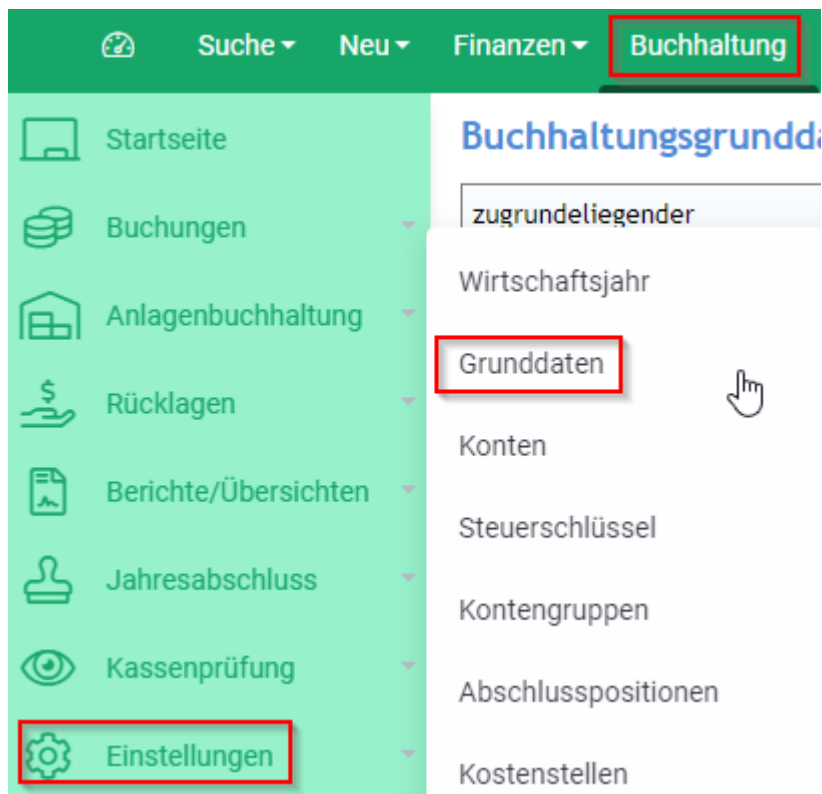 Suche Neu Finanzen Buchhaltung
Startseite
Buchungen
Anlagenbuchhaltung
Rücklagen
Berichte/Übersichten
Jahresabschluss
Kassenprüfung
Einstellungen
zugrundeliegender
Wirtschaftsjahr
Grunddaten
Konten
Steuerschlüssel
Kontengruppen
Abschlusspositionen
Kostenstellen